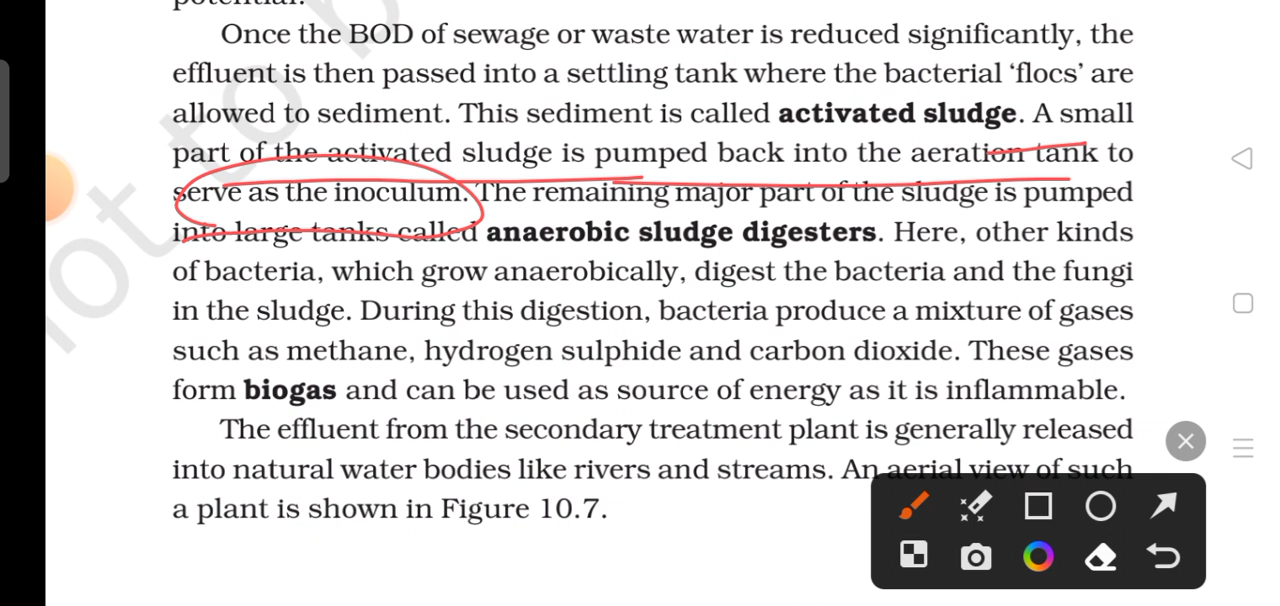 potential.
Once the BOD of sewage or waste water is reduced significantly, the
effluent is then passed into a settling tank where the bacterial ‘flocs’ are
allowed to sediment. This sediment is called activated sludge. A small
part of the activated sludge is pumped back into the aeration tank to
serve as the inoculum. The remaining major part of the sludge is pumped
into large tanks called anaerobic sludge digesters. Here, other kinds
of bacteria, which grow anaerobically, digest the bacteria and the fungi
in the sludge. During this digestion, bacteria produce a mixture of gases
such as methane, hydrogen sulphide and carbon dioxide. These gases
form biogas and can be used as source of energy as it is inflammable.
The effluent from the secondary treatment plant is generally released
into natural water bodies like rivers and streams. An aerial view of such
a plant is shown in Figure 10.7.
not to b